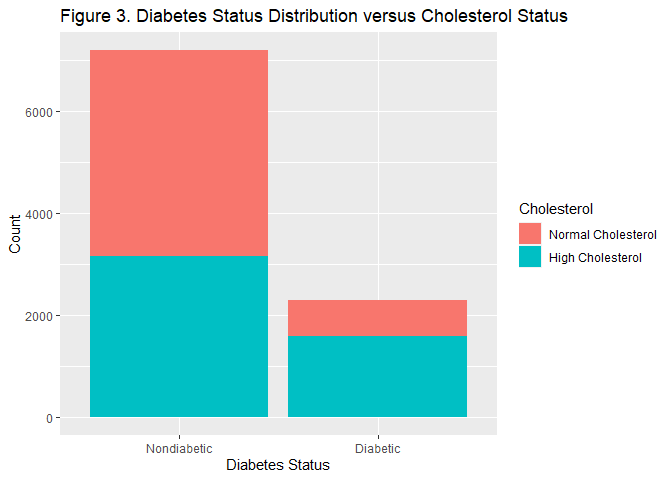 Figure 3. Diabetes Status Distribution versus Cholesterol Status
Count
6000
4000
2000
0
Nondiabetic
Diabetic
Diabetes Status
Cholesterol
Normal Cholesterol
High Cholesterol